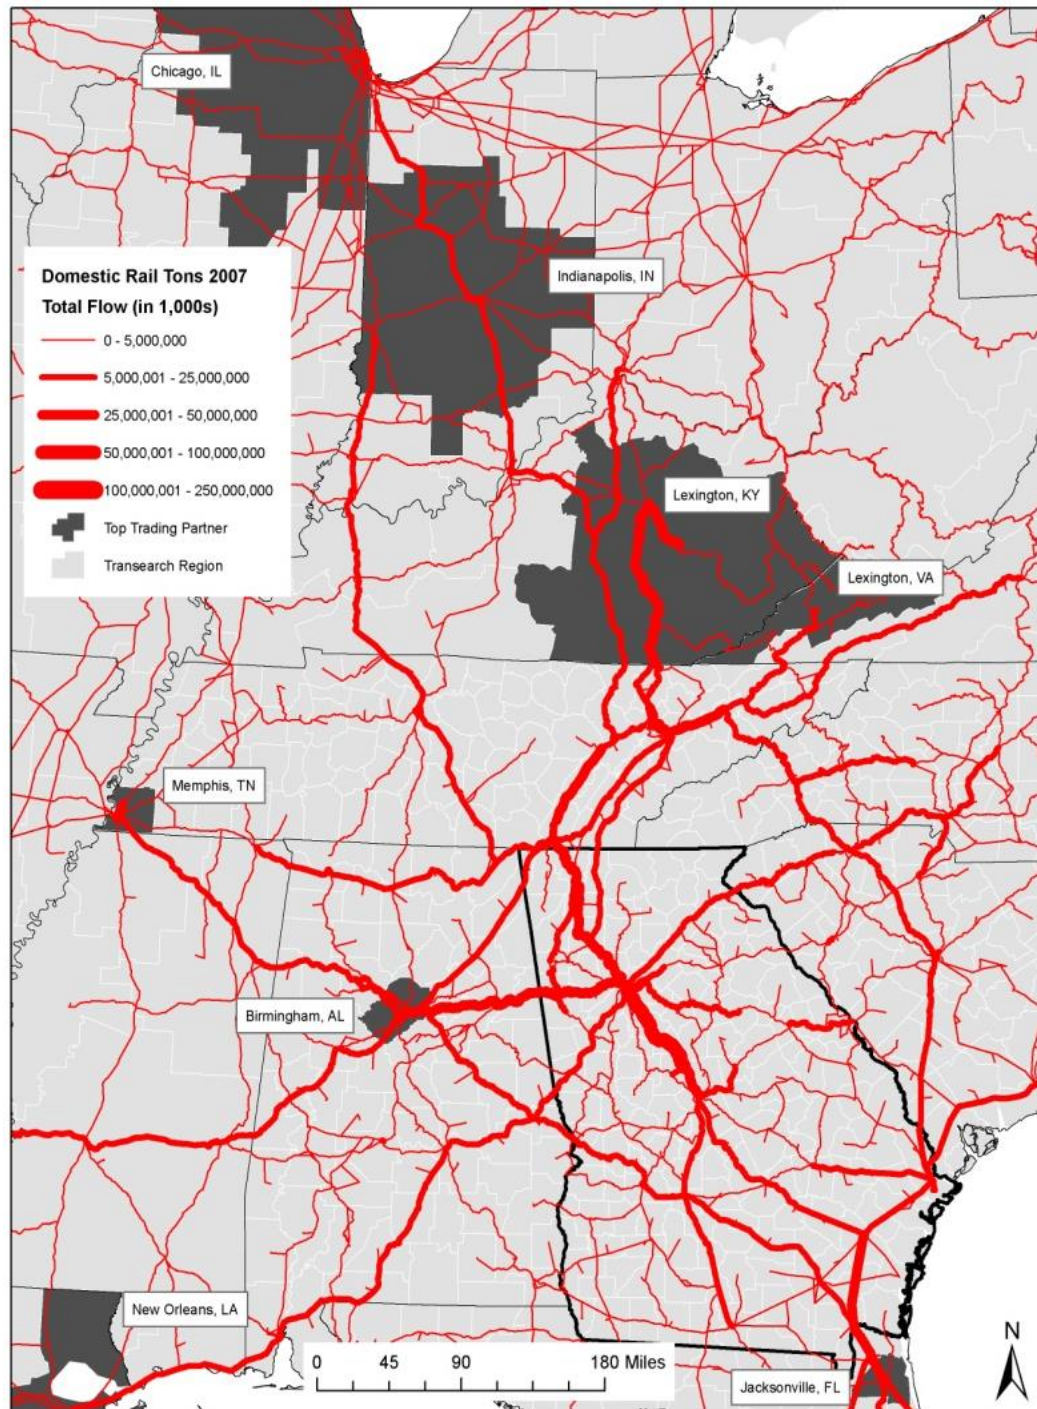 Chicago, IL
Domestic Rail Tons 2007
Total Flow (in 1,000s)
0 - 5,000,000
5,000,001 - 25,000,000
25,000,001 - 50,000,000
50,000,001 - 100,000,000
100,000,001 - 250,000,000
Top Trading Partner
Transearch Region
Indianapolis, IN
Lexington, KY
Lexington, VA
Memphis, TN
Birmingham, AL
New Orleans, LA
Jacksonville, FL
0 45 90 180 Miles
N